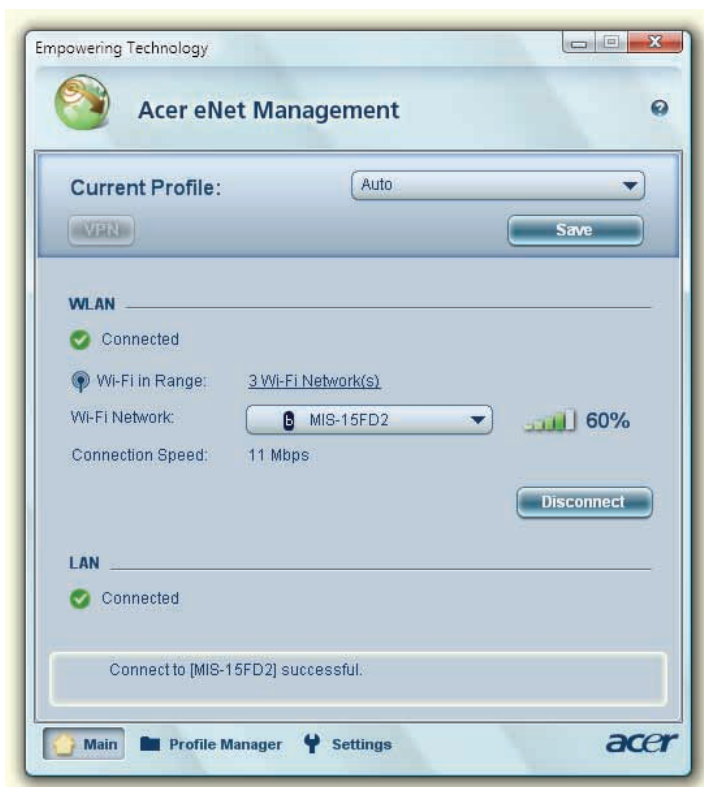 Empowering Technology
Acer eNet Management
Current Profile: Auto
VPN Save
WLAN
Connected
Wi-Fi in Range: 3 Wi-Fi Network(s)
Wi-Fi Network: b MIS-15FD2 60%
Connection Speed: 11 Mbps
Disconnect
LAN
Connected
Connect to [MIS-15FD2] successful.
Main Profile Manager Settings acer